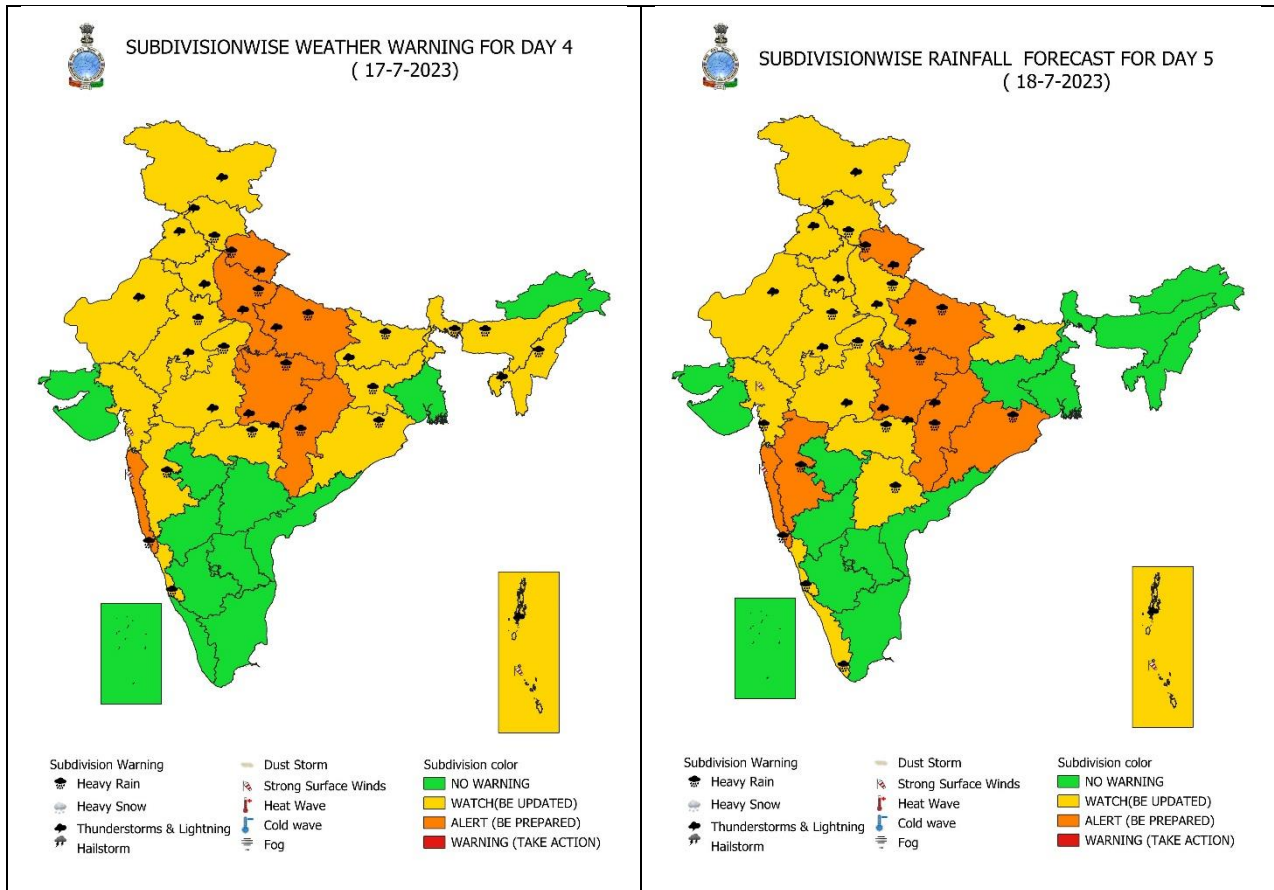 SUBDIVISIONWISE WEATHER WARNING FOR DAY 4
( 17-7-2023)
Subdivision Warning
Heavy Rain
Heavy Snow
Thunderstorms & Lightning
Hailstorm
Dust Storm
Strong Surface Winds
Heat Wave
Cold wave
Fog
Subdivision color
NO WARNING
WATCH(BE UPDATED)
ALERT (BE PREPARED)
WARNING (TAKE ACTION)
SUBDIVISIONWISE RAINFALL FORECAST FOR DAY 5
( 18-7-2023)
Subdivision Warning
Heavy Rain
Heavy Snow
Thunderstorms & Lightning
Hailstorm
Dust Storm
Strong Surface Winds
Heat Wave
Cold wave
Fog
Subdivision color
NO WARNING
WATCH(BE UPDATED)
ALERT (BE PREPARED)
WARNING (TAKE ACTION)